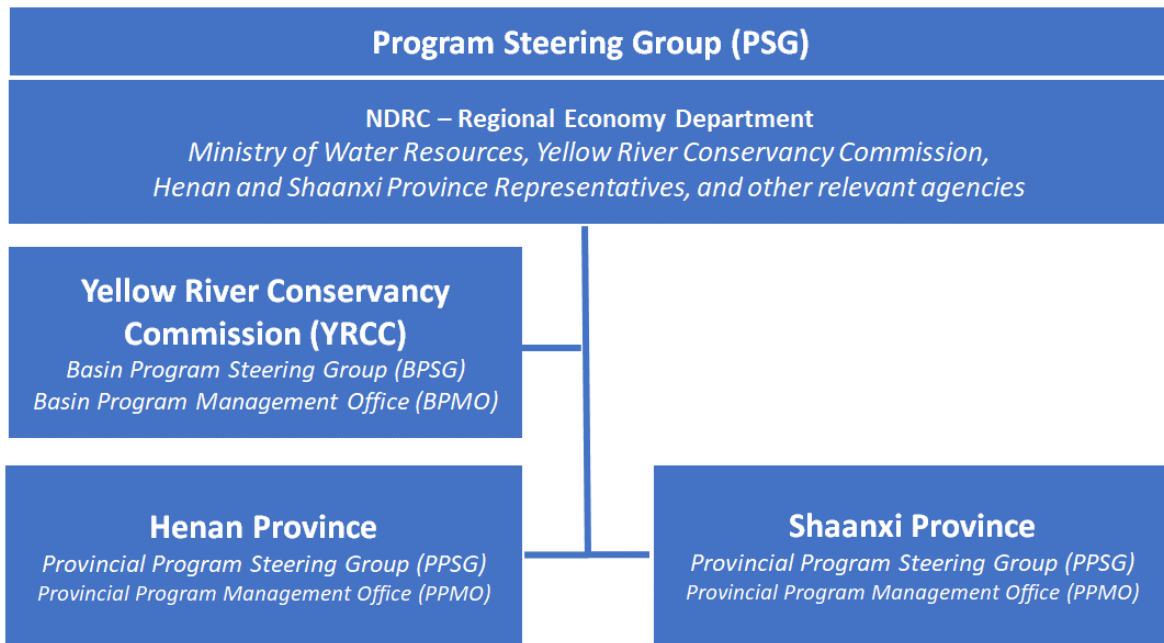 Program Steering Group (PSG)
NDRC – Regional Economy Department
Ministry of Water Resources, Yellow River Conservancy Commission,
Henan and Shaanxi Province Representatives, and other relevant agencies
Yellow River Conservancy
Commission (YRCC)
Basin Program Steering Group (BPSG)
Basin Program Management Office (BPMO)
Henan Province
Provincial Program Steering Group (PPSG)
Provincial Program Management Office (PPMO)
Shaanxi Province
Provincial Program Steering Group (PPSG)
Provincial Program Management Office (PPMO)